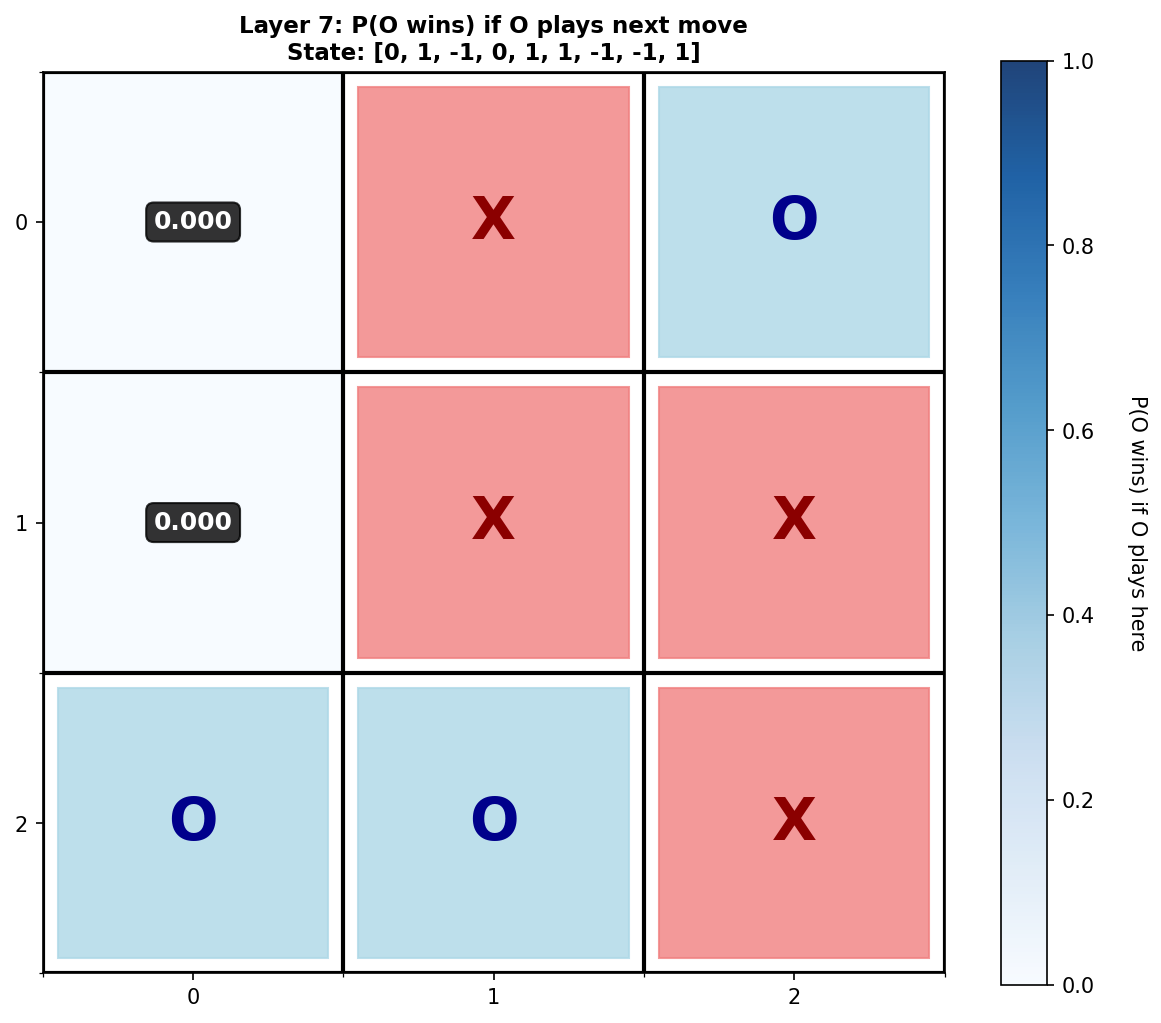 Layer 7: P(O wins) if O plays next move
State: [0, 1, -1, 0, 1, 1, -1, -1, 1]
0
0.000
X
O
1
0.000
X
X
2
O
O
X
0
1
2
1.0
0.8
0.6
0.4
0.2
0.0
P(O wins) if O plays here